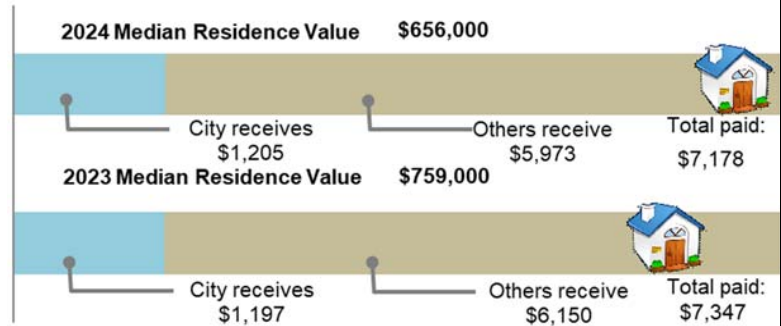 2024 Median Residence Value $656,000
City receives
$1,205
Others receive
$5,973
Total paid:
$7,178
2023 Median Residence Value $759,000
City receives
$1,197
Others receive
$6,150
Total paid:
$7,347